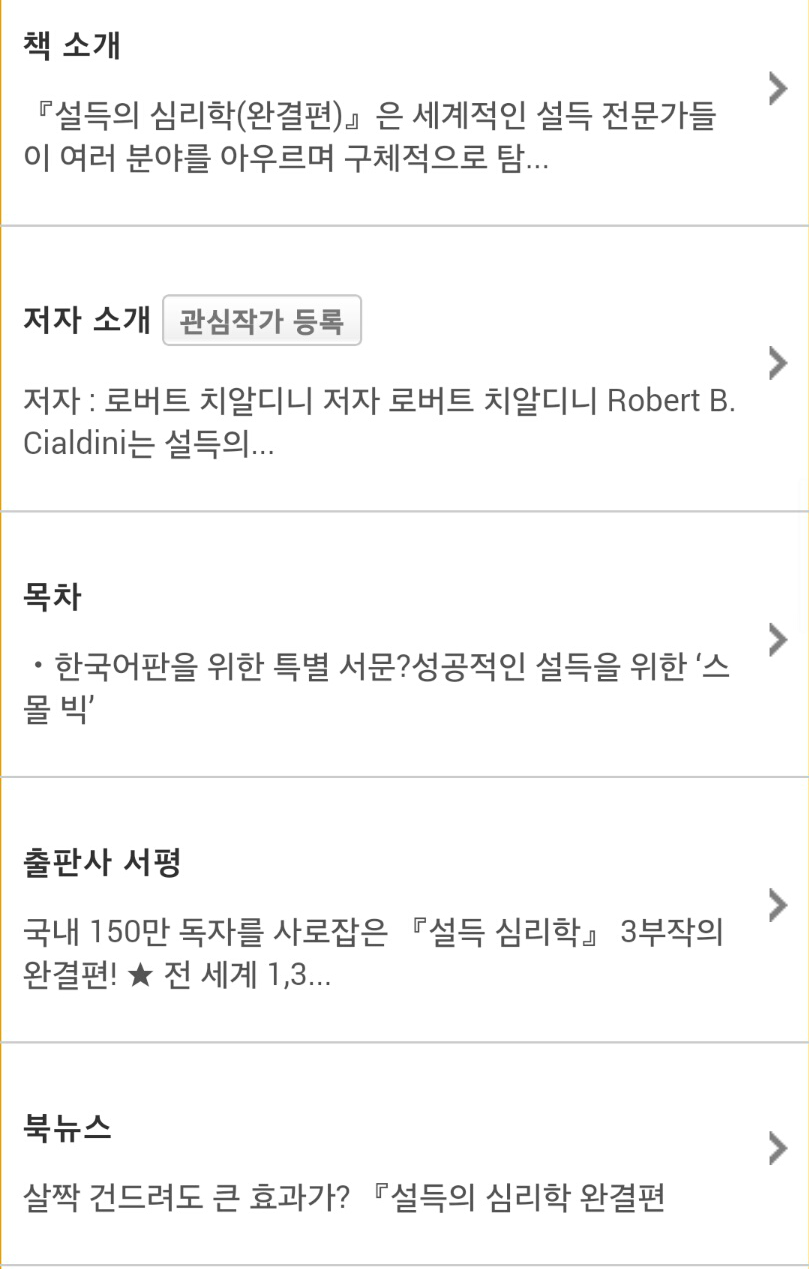 책 소개
『설득의 심리학(완결편)』은 세계적인 설득 전문가들
이 여러 분야를 아우르며 구체적으로 탐...
저자 소개 관심작가 등록
저자 : 로버트 치알디니 저자 로버트 치알디니 Robert B.
Cialdini는 설득의...
목차
・한국어판을 위한 특별 서문?성공적인 설득을 위한 ‘스
몰 빅’
출판사 서평
국내 150만 독자를 사로잡은 『설득 심리학』 3부작의
완결편! ★ 전 세계 1,3...
북뉴스
살짝 건드려도 큰 효과가? 『설득의 심리학 완결편